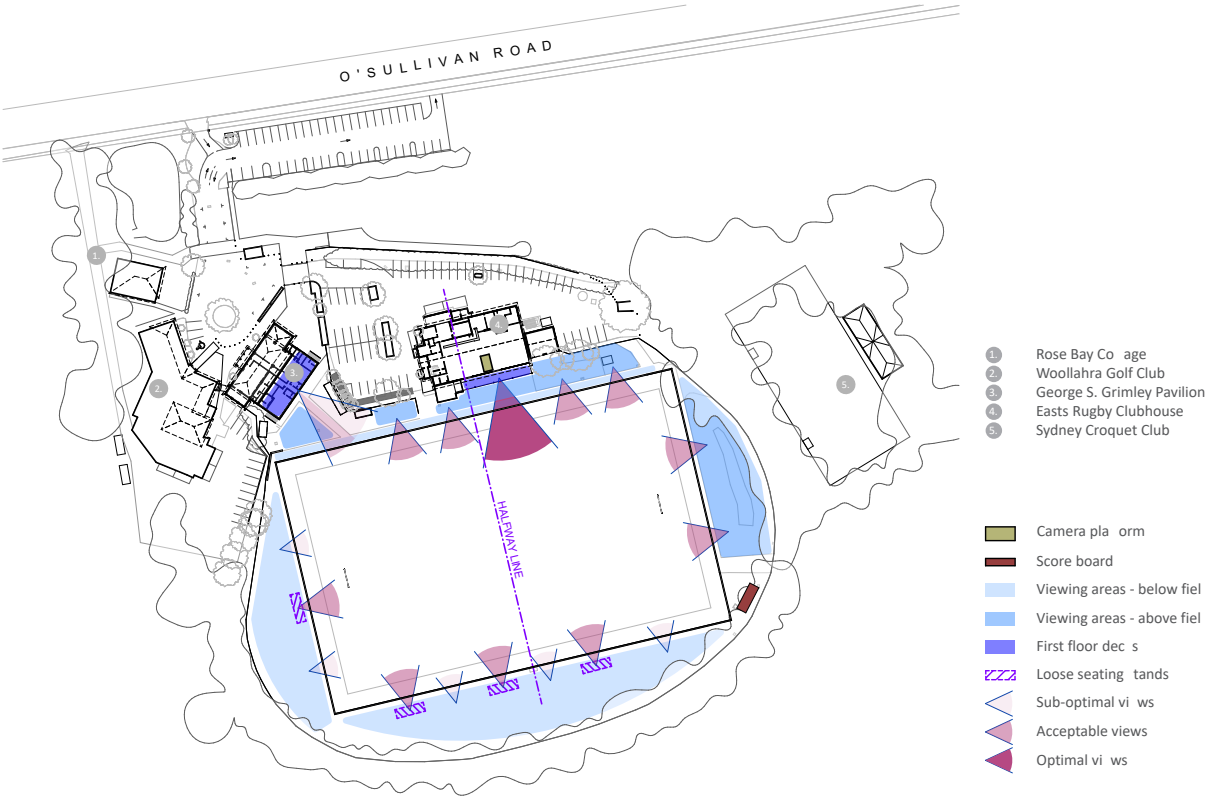 O'SULLIVAN ROAD
1.
2.
3.
4.
5.
HALFWAY LINE
1. Rose Bay Co age
2. Woollahra Golf Club
3. George S. Grimley Pavilion
4. Easts Rugby Clubhouse
5. Sydney Croquet Club
Camera pla orm
Score board
Viewing areas - below fiel
Viewing areas - above fiel
First floor dec s
Loose seating tands
Sub-optimal vi ws
Acceptable views
Optimal vi ws